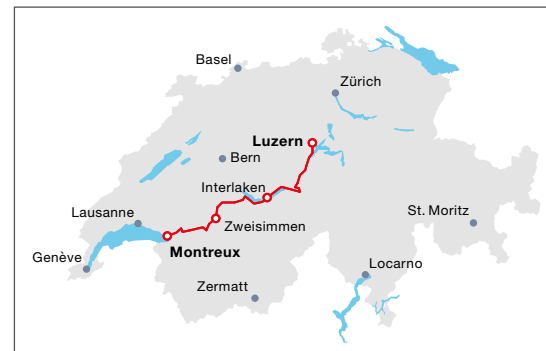 Basel
Zürich
Luzern
Bern
Interlaken
Lausanne
Zweisimmen
St. Moritz
Montreux
Genève
Locarno
Zermatt